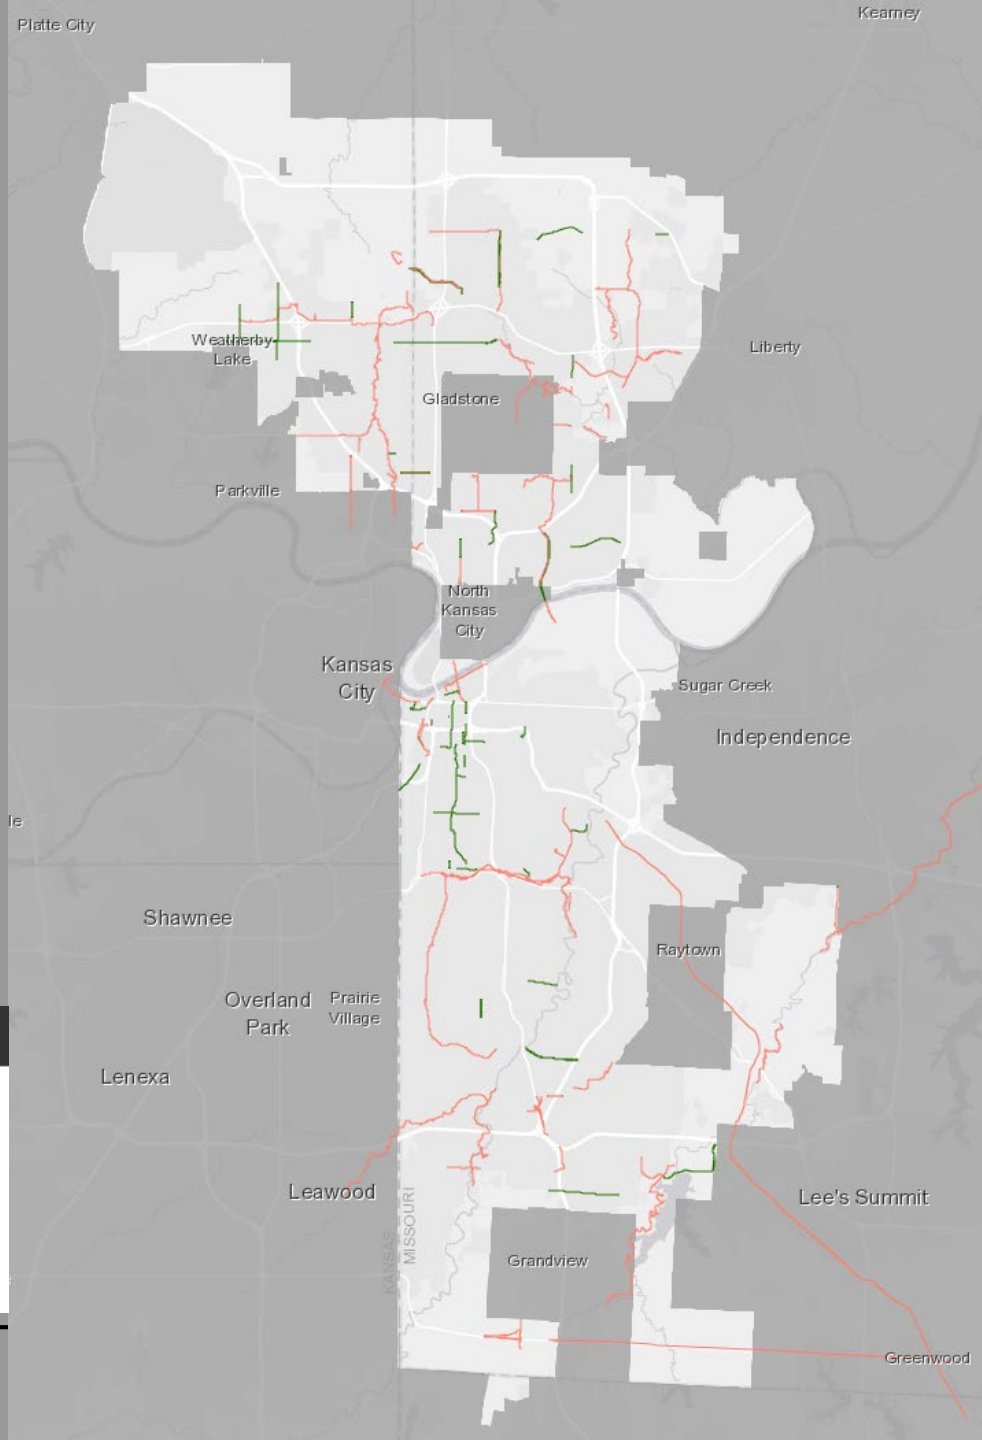 Platte City
Kearney
Weatherby
Lake
Liberty
Gladstone
Parkville
North
Kansas
City
Kansas
City
Sugar Creek
Independence
le
Shawnee
Raytown
Overland
Park
Prairie
Village
Lenexa
Leawood
Lee's Summit
KANSAS
MISSOURI
Grandview
Greenwood